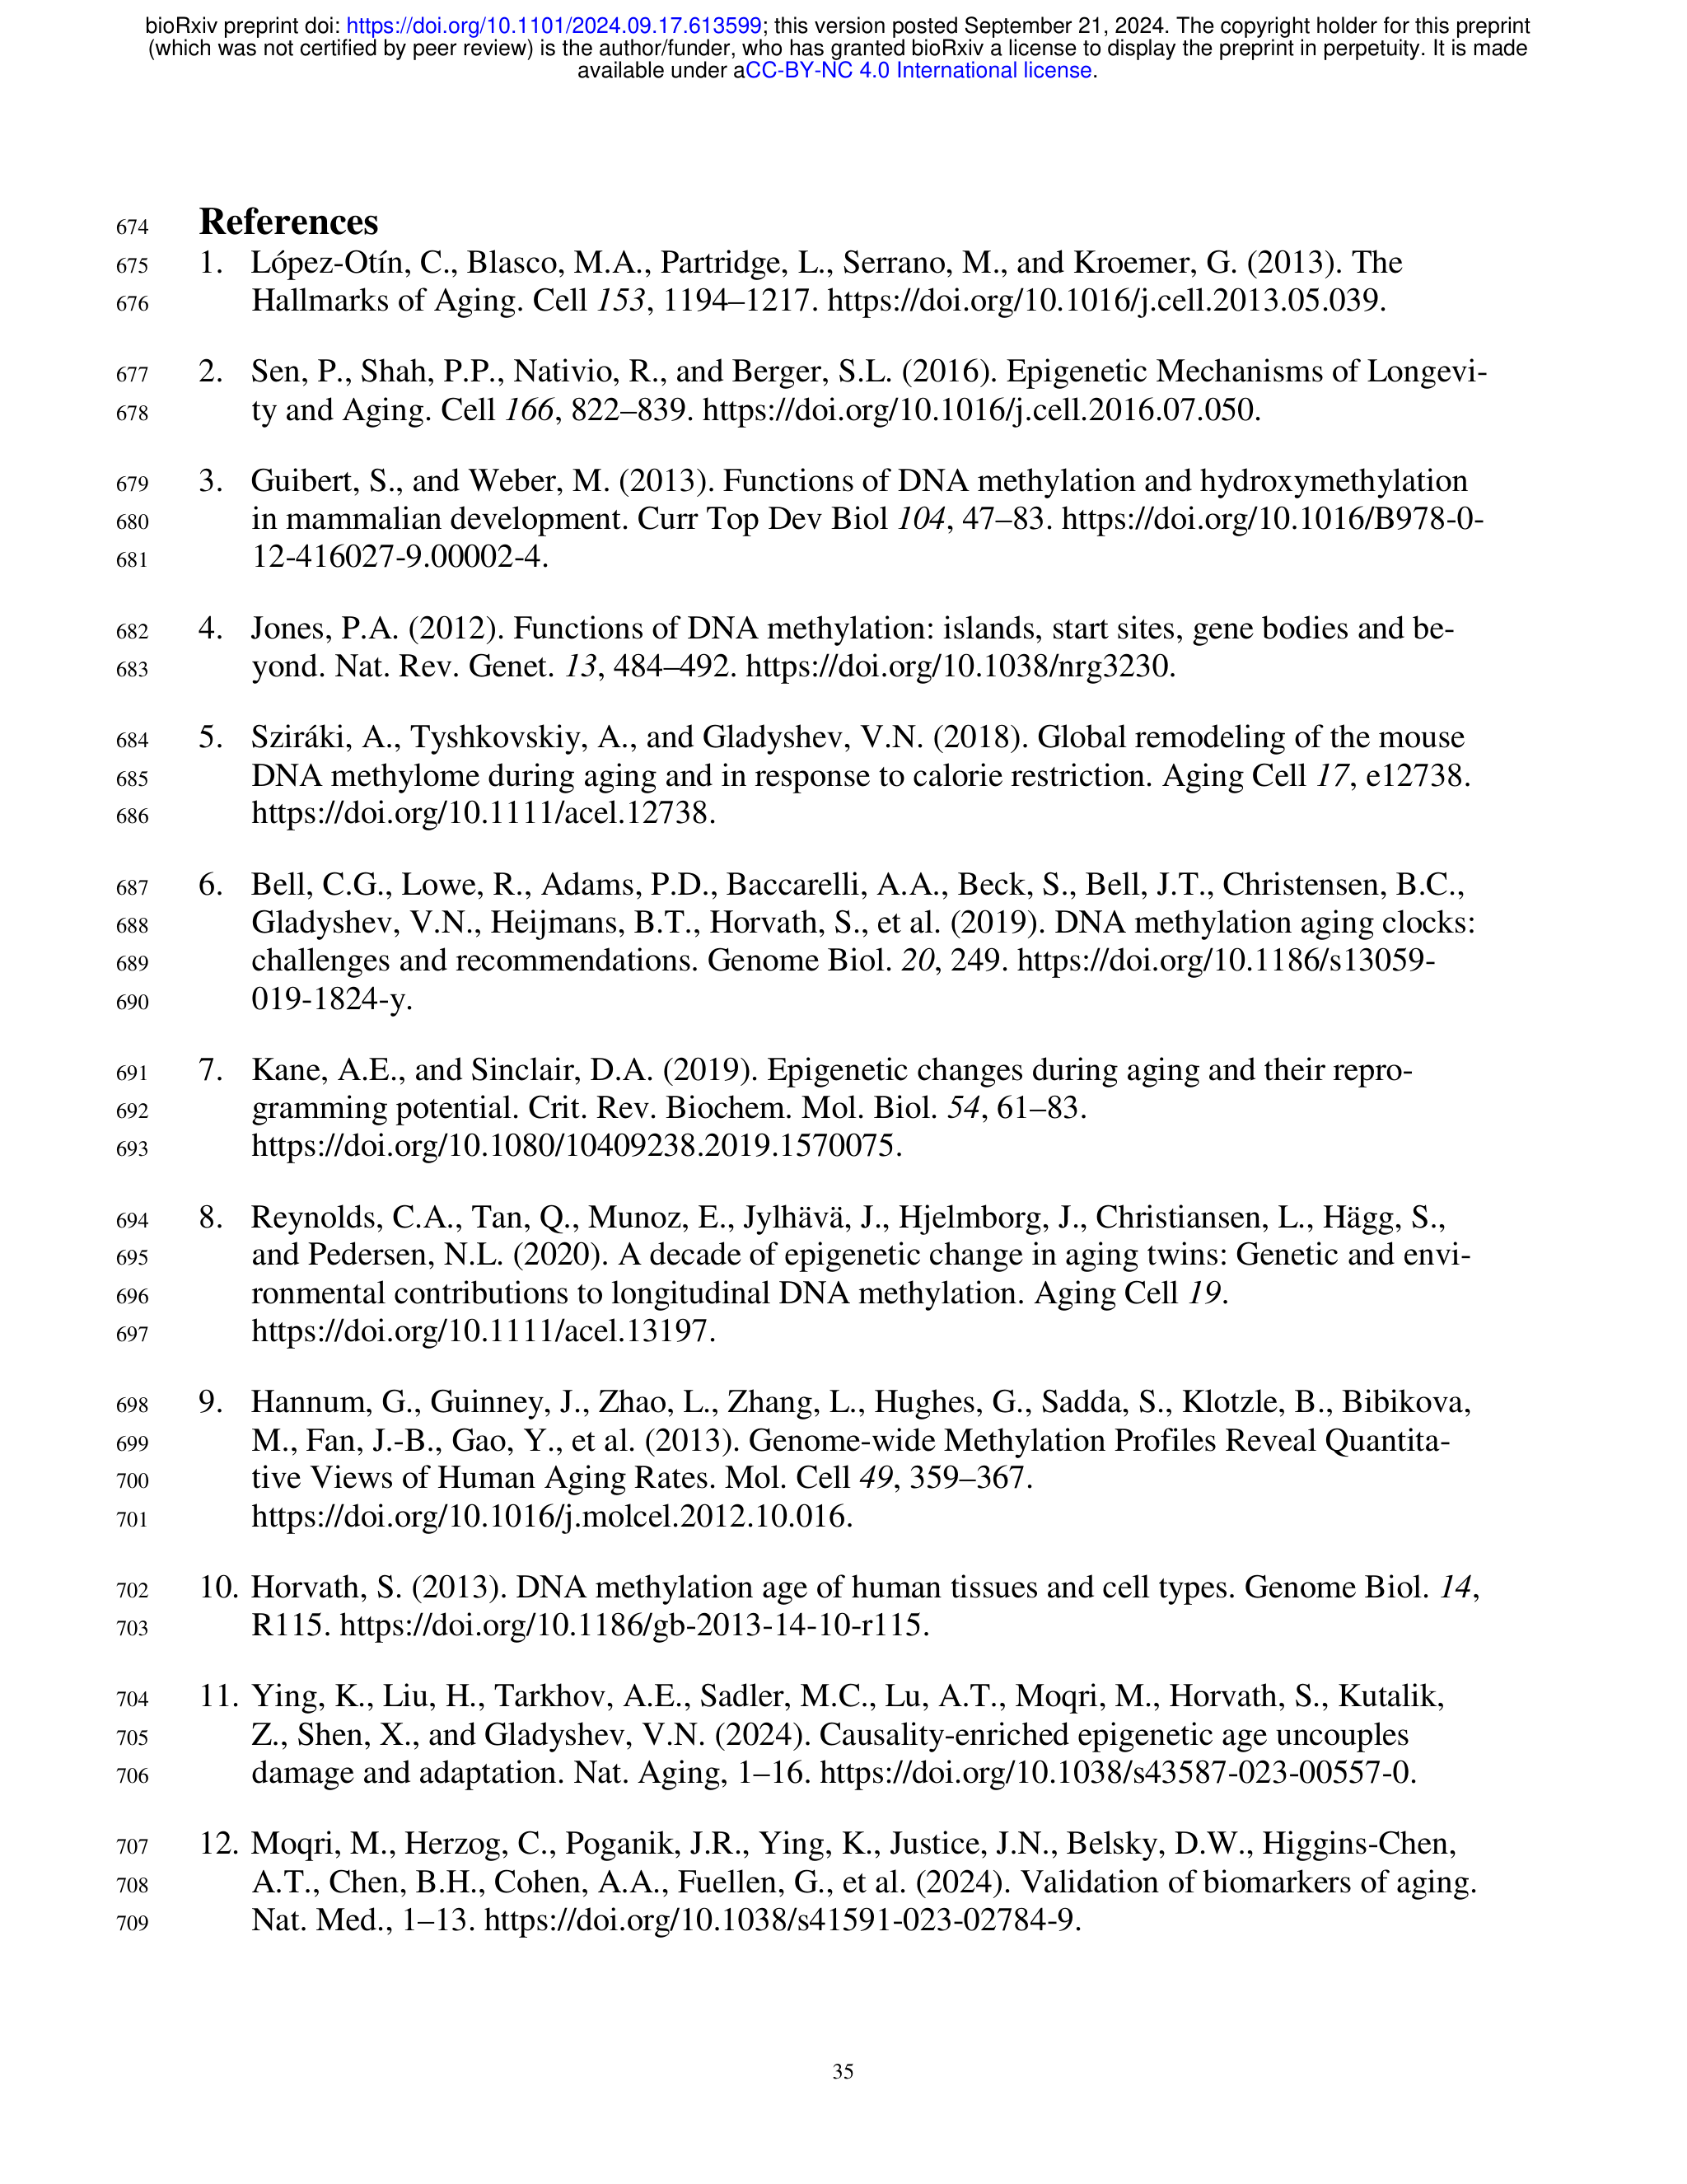 bioRxiv preprint doi: https://doi.org/10.1101/2024.09.17.613599; this version posted September 21, 2024. The copyright holder for this preprint
(which was not certified by peer review) is the author/funder, who has granted bioRxiv a license to display the preprint in perpetuity. It is made
available under aCC-BY-NC 4.0 International license.
674 References
675 1. López-Otín, C., Blasco, M.A., Partridge, L., Serrano, M., and Kroemer, G. (2013). The
676 Hallmarks of Aging. Cell 153, 1194–1217. https://doi.org/10.1016/j.cell.2013.05.039.
677 2. Sen, P., Shah, P.P., Nativio, R., and Berger, S.L. (2016). Epigenetic Mechanisms of Longevi-
678 ty and Aging. Cell 166, 822–839. https://doi.org/10.1016/j.cell.2016.07.050.
679 3. Guibert, S., and Weber, M. (2013). Functions of DNA methylation and hydroxymethylation
680 in mammalian development. Curr Top Dev Biol 104, 47–83. https://doi.org/10.1016/B978-0-
681 12-416027-9.00002-4.
682 4. Jones, P.A. (2012). Functions of DNA methylation: islands, start sites, gene bodies and be-
683 yond. Nat. Rev. Genet. 13, 484–492. https://doi.org/10.1038/nrg3230.
684 5. Sziráki, A., Tyshkovskiy, A., and Gladyshev, V.N. (2018). Global remodeling of the mouse
685 DNA methylome during aging and in response to calorie restriction. Aging Cell 17, e12738.
686 https://doi.org/10.1111/acel.12738.
687 6. Bell, C.G., Lowe, R., Adams, P.D., Baccarelli, A.A., Beck, S., Bell, J.T., Christensen, B.C.,
688 Gladyshev, V.N., Heijmans, B.T., Horvath, S., et al. (2019). DNA methylation aging clocks:
689 challenges and recommendations. Genome Biol. 20, 249. https://doi.org/10.1186/s13059-
690 019-1824-y.
691 7. Kane, A.E., and Sinclair, D.A. (2019). Epigenetic changes during aging and their repro-
692 gramming potential. Crit. Rev. Biochem. Mol. Biol. 54, 61–83.
693 https://doi.org/10.1080/10409238.2019.1570075.
694 8. Reynolds, C.A., Tan, Q., Munoz, E., Jylhävä, J., Hjelmborg, J., Christiansen, L., Hägg, S.,
695 and Pedersen, N.L. (2020). A decade of epigenetic change in aging twins: Genetic and envi-
696 ronmental contributions to longitudinal DNA methylation. Aging Cell 19.
697 https://doi.org/10.1111/acel.13197.
698 9. Hannum, G., Guinney, J., Zhao, L., Zhang, L., Hughes, G., Sadda, S., Klotzle, B., Bibikova,
699 M., Fan, J.-B., Gao, Y., et al. (2013). Genome-wide Methylation Profiles Reveal Quantita-
700 tive Views of Human Aging Rates. Mol. Cell 49, 359–367.
701 https://doi.org/10.1016/j.molcel.2012.10.016.
702 10. Horvath, S. (2013). DNA methylation age of human tissues and cell types. Genome Biol. 14,
703 R115. https://doi.org/10.1186/gb-2013-14-10-r115.
704 11. Ying, K., Liu, H., Tarkhov, A.E., Sadler, M.C., Lu, A.T., Moqri, M., Horvath, S., Kutalik,
705 Z., Shen, X., and Gladyshev, V.N. (2024). Causality-enriched epigenetic age uncouples
706 damage and adaptation. Nat. Aging, 1–16. https://doi.org/10.1038/s43587-023-00557-0.
707 12. Moqri, M., Herzog, C., Poganik, J.R., Ying, K., Justice, J.N., Belsky, D.W., Higgins-Chen,
708 A.T., Chen, B.H., Cohen, A.A., Fuellen, G., et al. (2024). Validation of biomarkers of aging.
709 Nat. Med., 1–13. https://doi.org/10.1038/s41591-023-02784-9.
35